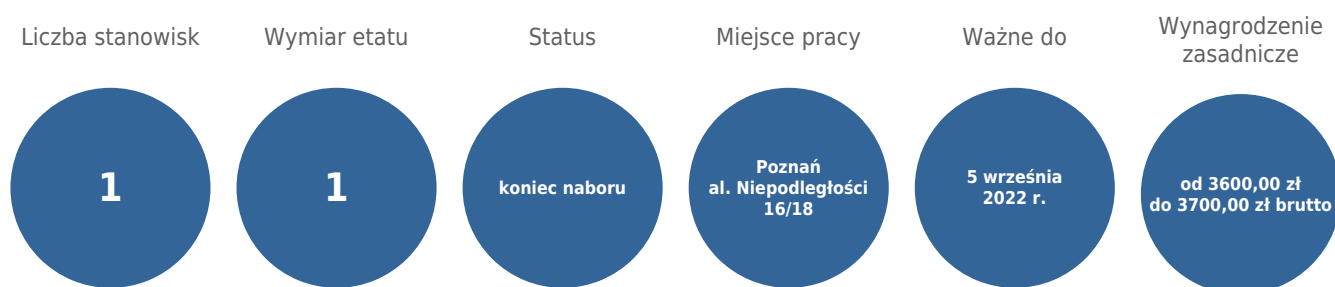 Liczba stanowisk
Wymiar etatu
Status
Miejsce pracy
Ważne do
Wynagrodzenie
zasadnicze
1
1
koniec naboru
Poznań
al. Niepodległości
16/18
5 września
2022 r.
od 3600,00 zł
do 3700,00 zł brutto